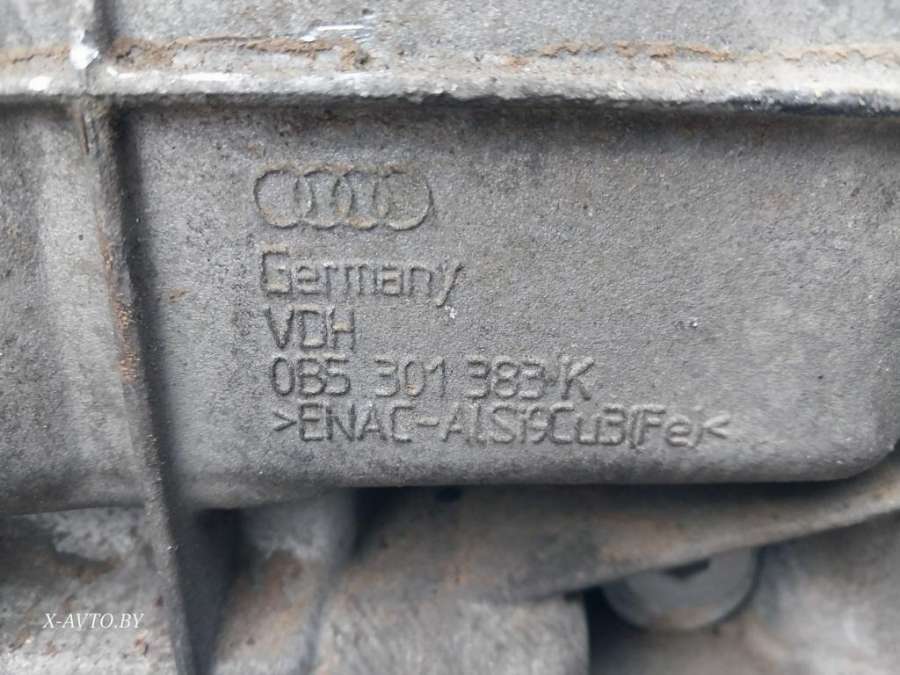 Germany
VDH
0B5 301 383 K
>ENAC-AlSi9Cu3(Fe)<
X-AVTO.BY